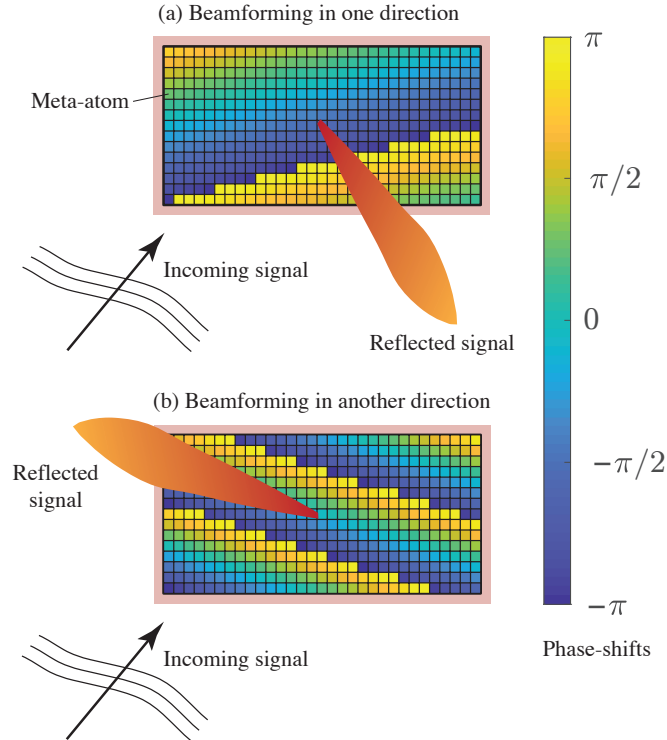 (a) Beamforming in one direction
Meta-atom
Incoming signal
Reflected signal
(b) Beamforming in another direction
Reflected
signal
Incoming signal
π
π/2
0
−π/2
−π
Phase-shifts